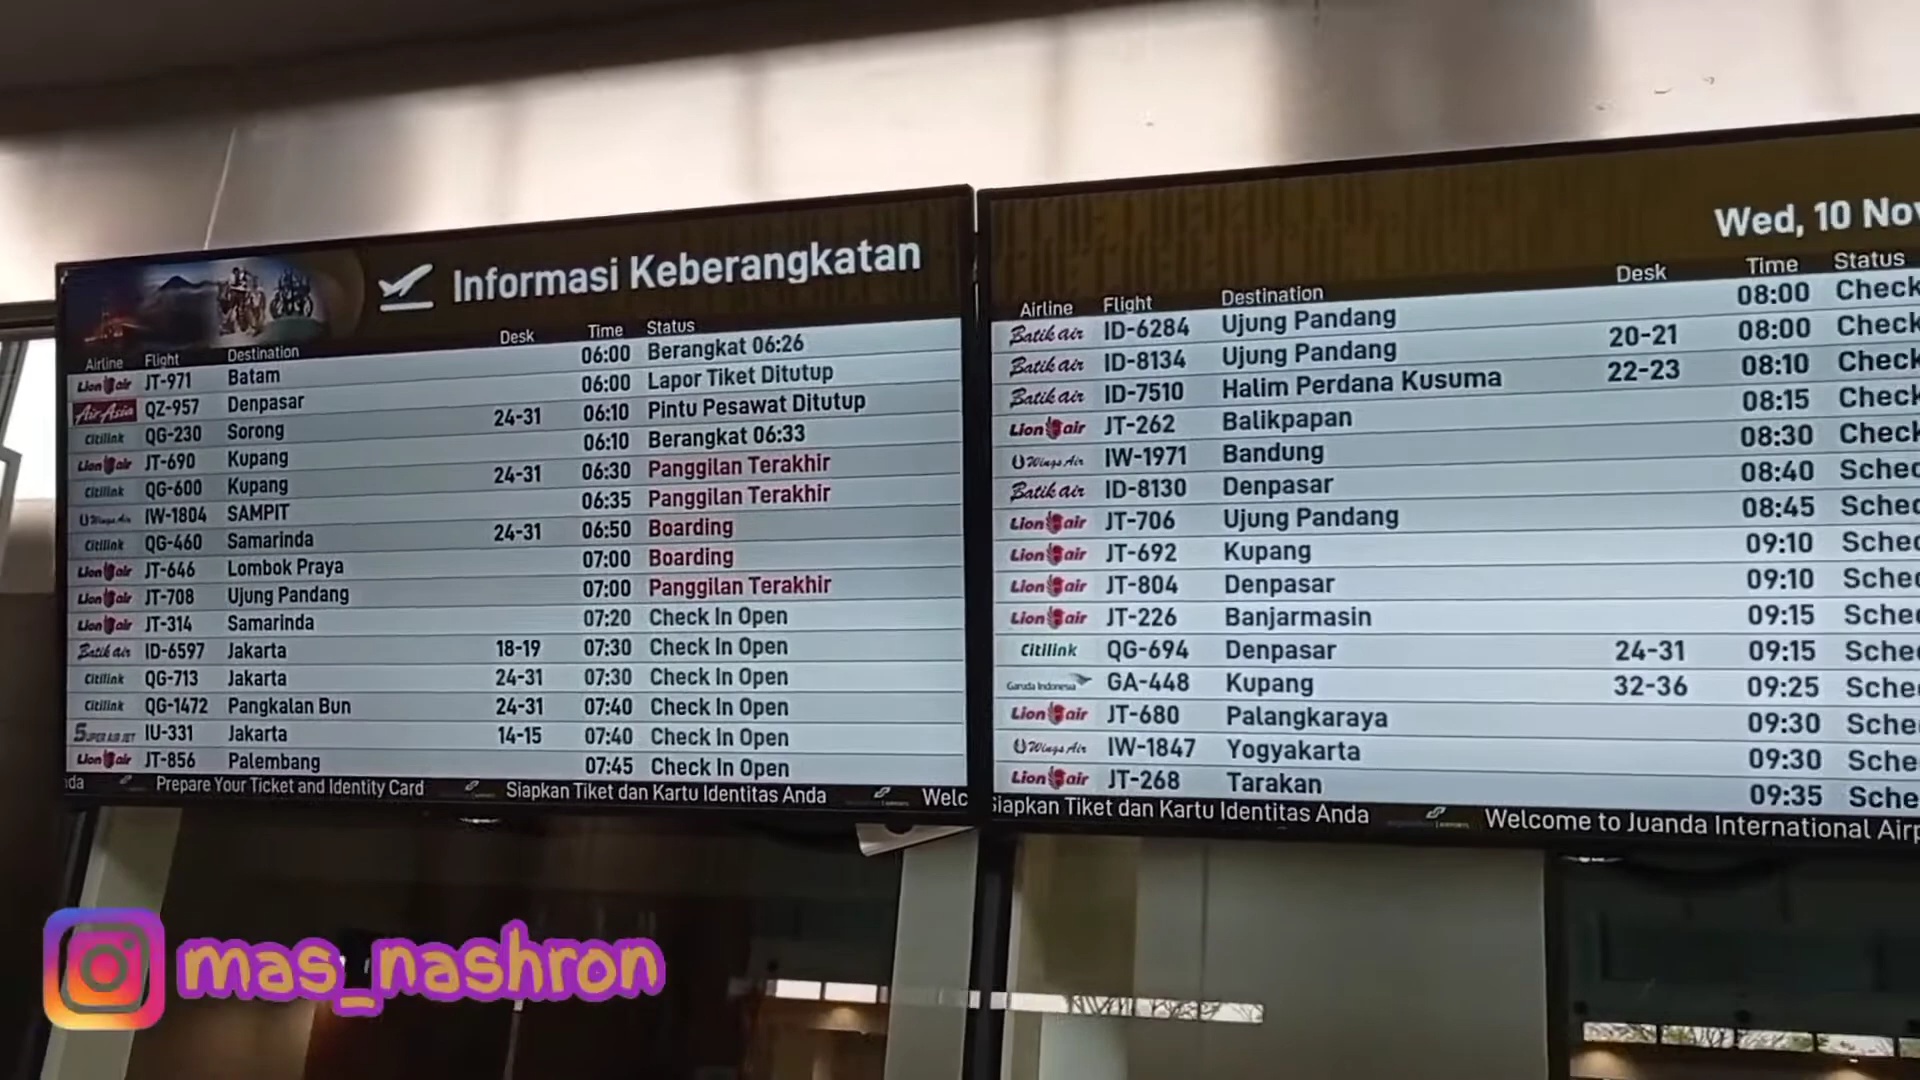 Informasi Keberangkatan
Airline Flight Destination Desk Time Status
Lion air JT-971 Batam 06:00 Berangkat 06:26
AirAsia QZ-957 Denpasar 06:00 Lapor Tiket Ditutup
Citilink QG-230 Sorong 24-31 06:10 Pintu Pesawat Ditutup
Lion air JT-690 Kupang 06:10 Berangkat 06:33
Citilink QG-600 Kupang 24-31 06:30 Panggilan Terakhir
Wings Air IW-1804 SAMPIT 06:35 Panggilan Terakhir
Citilink QG-460 Samarinda 24-31 06:50 Boarding
Lion air JT-646 Lombok Praya 07:00 Boarding
Lion air JT-708 Ujung Pandang 07:00 Panggilan Terakhir
Lion air JT-314 Samarinda 07:20 Check In Open
Batik air ID-6597 Jakarta 18-19 07:30 Check In Open
Citilink QG-713 Jakarta 24-31 07:30 Check In Open
Citilink QG-1472 Pangkalan Bun 24-31 07:40 Check In Open
SUPER AIR JET IU-331 Jakarta 14-15 07:40 Check In Open
Lion air JT-856 Palembang 07:45 Check In Open
nda Prepare Your Ticket and Identity Card Siapkan Tiket dan Kartu Identitas Anda Welc
Wed, 10 Nov
Airline Flight Destination Desk Time Status
Batik air ID-6284 Ujung Pandang 08:00 Check
Batik air ID-8134 Ujung Pandang 20-21 08:00 Check
Batik air ID-7510 Halim Perdana Kusuma 22-23 08:10 Check
Lion air JT-262 Balikpapan 08:15 Check
Wings Air IW-1971 Bandung 08:30 Check
Batik air ID-8130 Denpasar 08:40 Sched
Lion air JT-706 Ujung Pandang 08:45 Sched
Lion air JT-692 Kupang 09:10 Sched
Lion air JT-804 Denpasar 09:10 Sched
Lion air JT-226 Banjarmasin 09:15 Sched
Citilink QG-694 Denpasar 24-31 09:15 Sched
Garuda Indonesia GA-448 Kupang 32-36 09:25 Sche
Lion air JT-680 Palangkaraya 09:30 Sche
Wings Air IW-1847 Yogyakarta 09:30 Sche
Lion air JT-268 Tarakan 09:35 Sche
Siapkan Tiket dan Kartu Identitas Anda Welcome to Juanda International Airp
mas_nashron